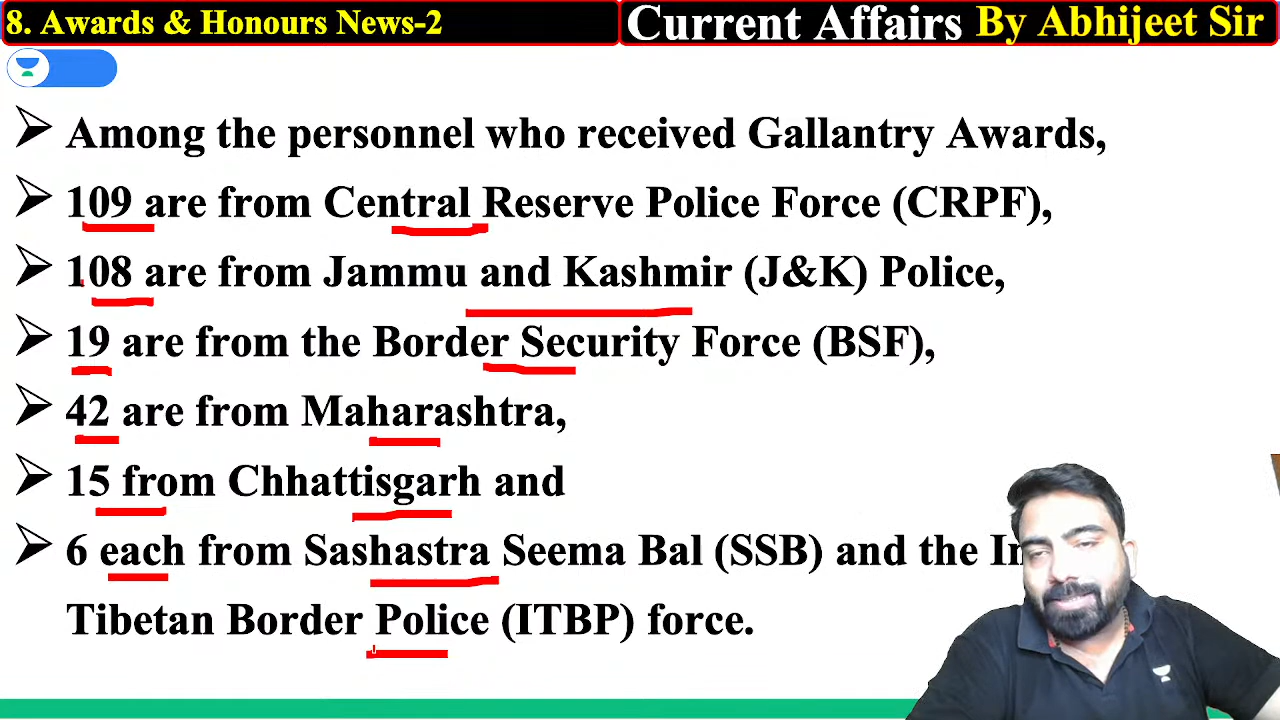 8. Awards & Honours News-2
Current Affairs By Abhijeet Sir
Among the personnel who received Gallantry Awards,
109 are from Central Reserve Police Force (CRPF),
108 are from Jammu and Kashmir (J&K) Police,
19 are from the Border Security Force (BSF),
42 are from Maharashtra,
15 from Chhattisgarh and
6 each from Sashastra Seema Bal (SSB) and the
Tibetan Border Police (ITBP) force.